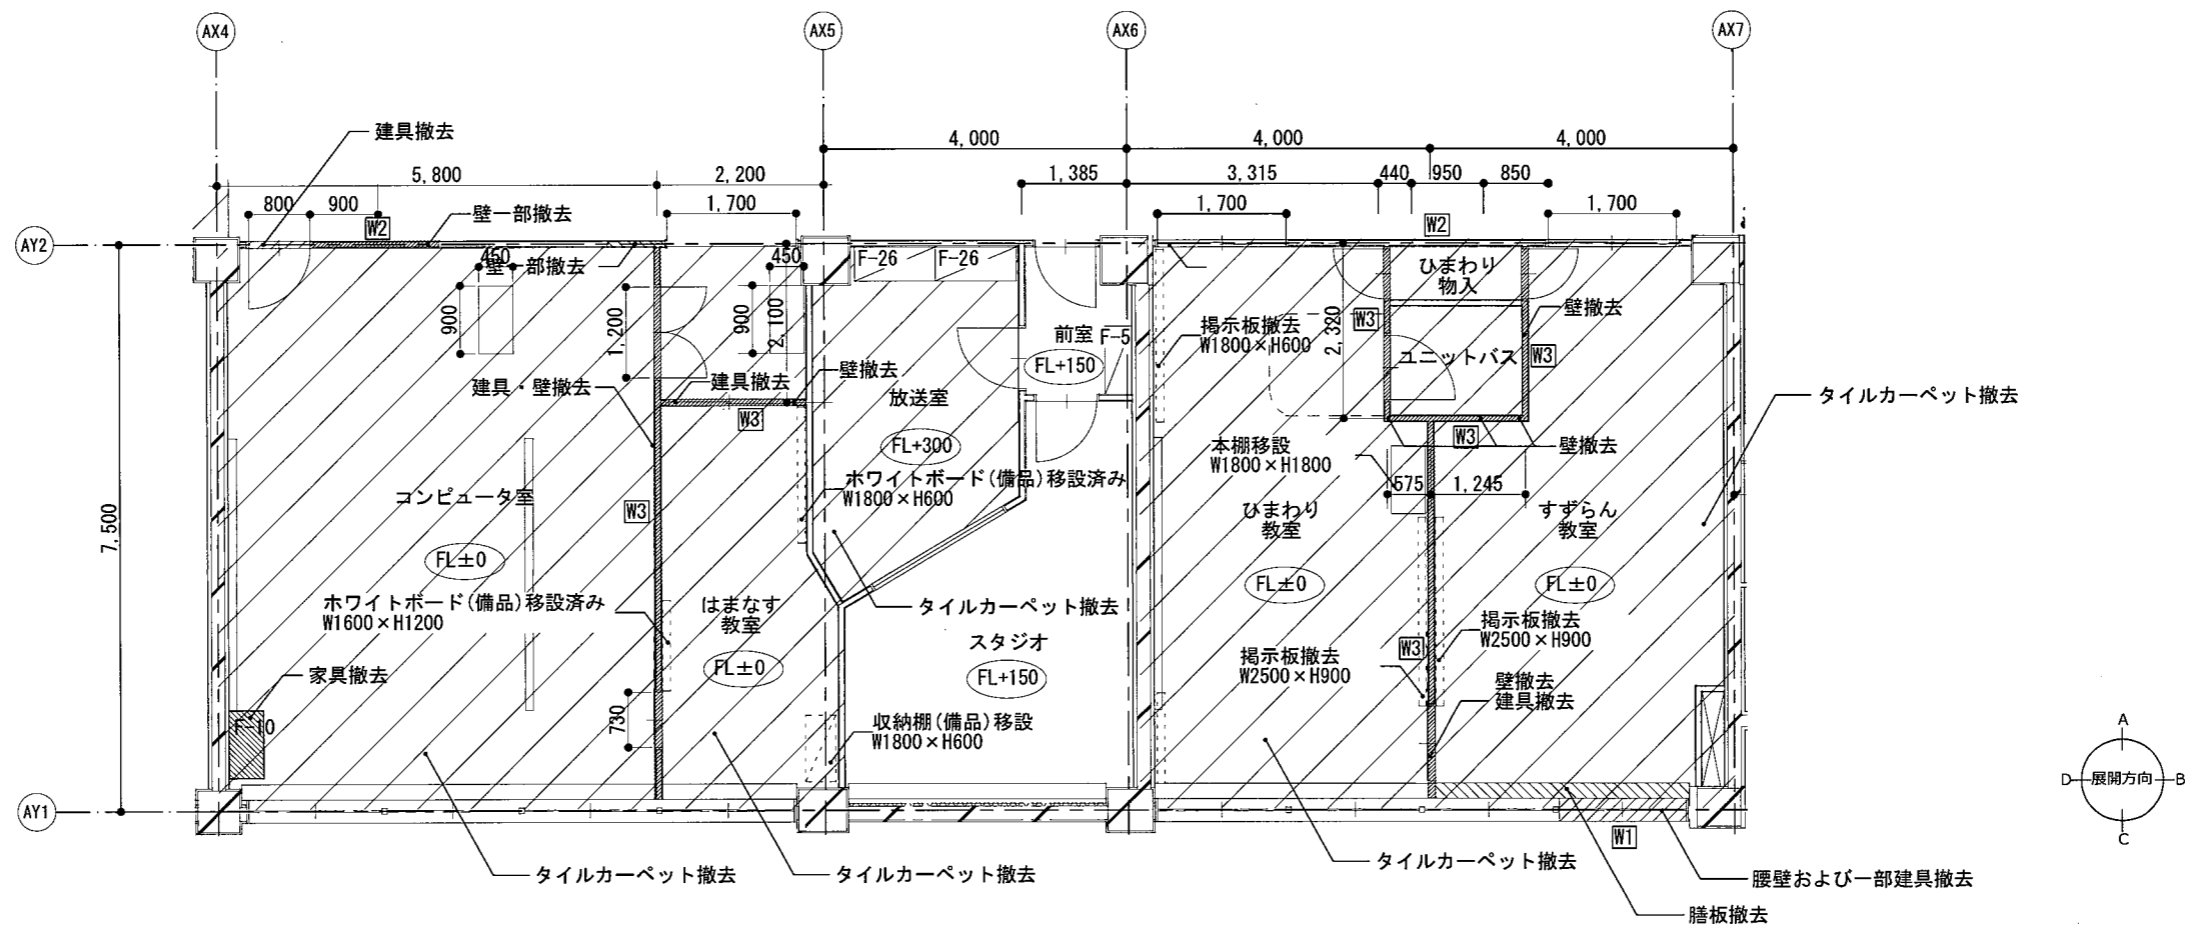 AX4
AX5
AX6
AX7
建具撤去
4,000
4,000
4,000
5,800
2,200
1,385
3,315
440
950
850
800
900
W2
壁一部撤去
1,700
1,700
W2
1,700
AY2
450
壁一部撤去
450
F-26
F-26
ひまわり
物入
900
1,200
900
2,100
前室
F-5
FL+150
掲示板撤去
W1800×H600
2,320
W3
壁撤去
ユニットバス
W3
建具・壁撤去
建具撤去
壁撤去
W3
放送室
FL+300
タイルカーペット撤去
W3
壁撤去
本棚移設
W1800×H1800
575
1,245
ホワイトボード(備品)移設済み
W1800×H600
コンピュータ室
W3
7,500
FL±0
ひまわり
教室
FL±0
すずらん
教室
FL±0
ホワイトボード(備品)移設済み
W1600×H1200
はまなす
教室
FL±0
タイルカーペット撤去
スタジオ
FL+150
掲示板撤去
W2500×H900
W3
掲示板撤去
W2500×H900
壁撤去
建具撤去
家具撤去
F-10
730
収納棚(備品)移設
W1800×H600
A
D
展開方向
B
C
AY1
W1
タイルカーペット撤去
タイルカーペット撤去
タイルカーペット撤去
腰壁および一部建具撤去
膳板撤去